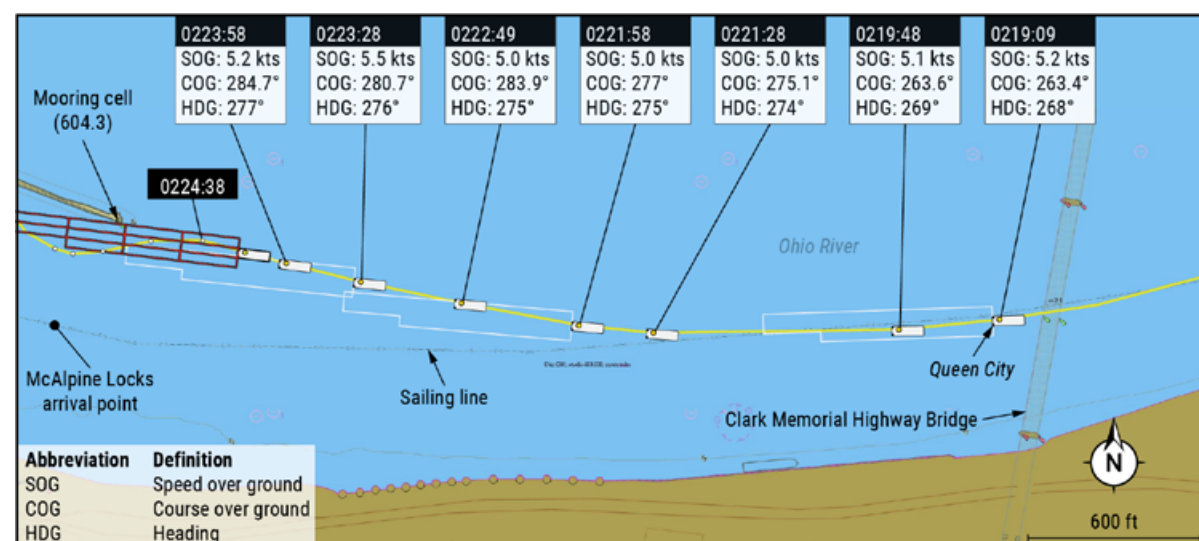 0223:58
SOG: 5.2 kts
COG: 284.7°
HDG: 277°
0223:28
SOG: 5.5 kts
COG: 280.7°
HDG: 276°
0222:49
SOG: 5.0 kts
COG: 283.9°
HDG: 275°
0221:58
SOG: 5.0 kts
COG: 277°
HDG: 275°
0221:28
SOG: 5.0 kts
COG: 275.1°
HDG: 274°
0219:48
SOG: 5.1 kts
COG: 263.6°
HDG: 269°
0219:09
SOG: 5.2 kts
COG: 263.4°
HDG: 268°
Mooring cell
(604.3)
0224:38
Ohio River
McAlpine Locks
arrival point
Sailing line
Queen City
Clark Memorial Highway Bridge
Abbreviation Definition
SOG Speed over ground
COG Course over ground
HDG Heading
N
600 ft